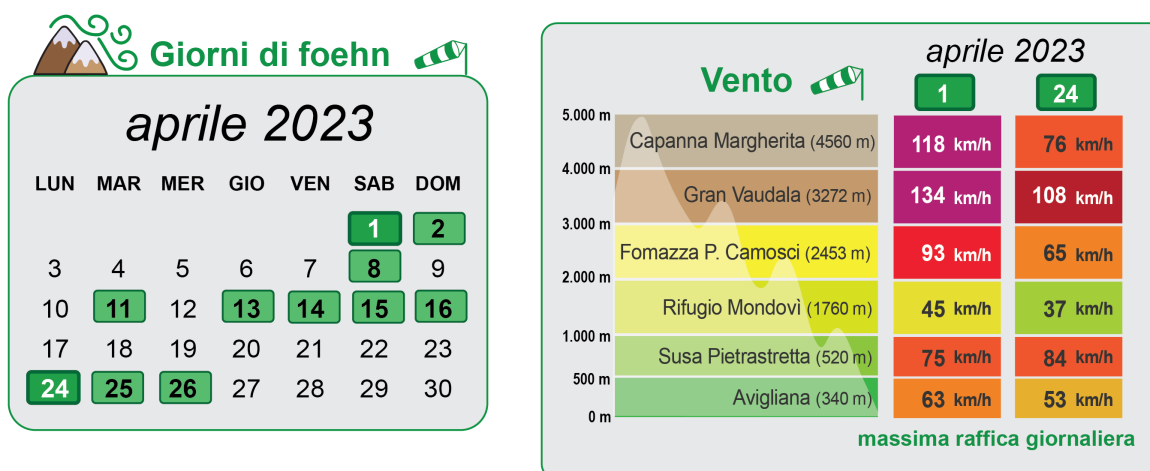 Giorni di foehn
aprile 2023
LUN MAR MER GIO VEN SAB DOM
1 2
3 4 5 6 7 8 9
10 11 12 13 14 15 16
17 18 19 20 21 22 23
24 25 26 27 28 29 30
aprile 2023
Vento 1 24
5.000 m
Capanna Margherita (4560 m) 118 km/h 76 km/h
4.000 m
Gran Vaudala (3272 m) 134 km/h 108 km/h
3.000 m
Fomazza P. Camosci (2453 m) 93 km/h 65 km/h
2.000 m
Rifugio Mondovì (1760 m) 45 km/h 37 km/h
1.000 m
Susa Pietrastretta (520 m) 75 km/h 84 km/h
500 m
Avigliana (340 m) 63 km/h 53 km/h
0 m
massima raffica giornaliera